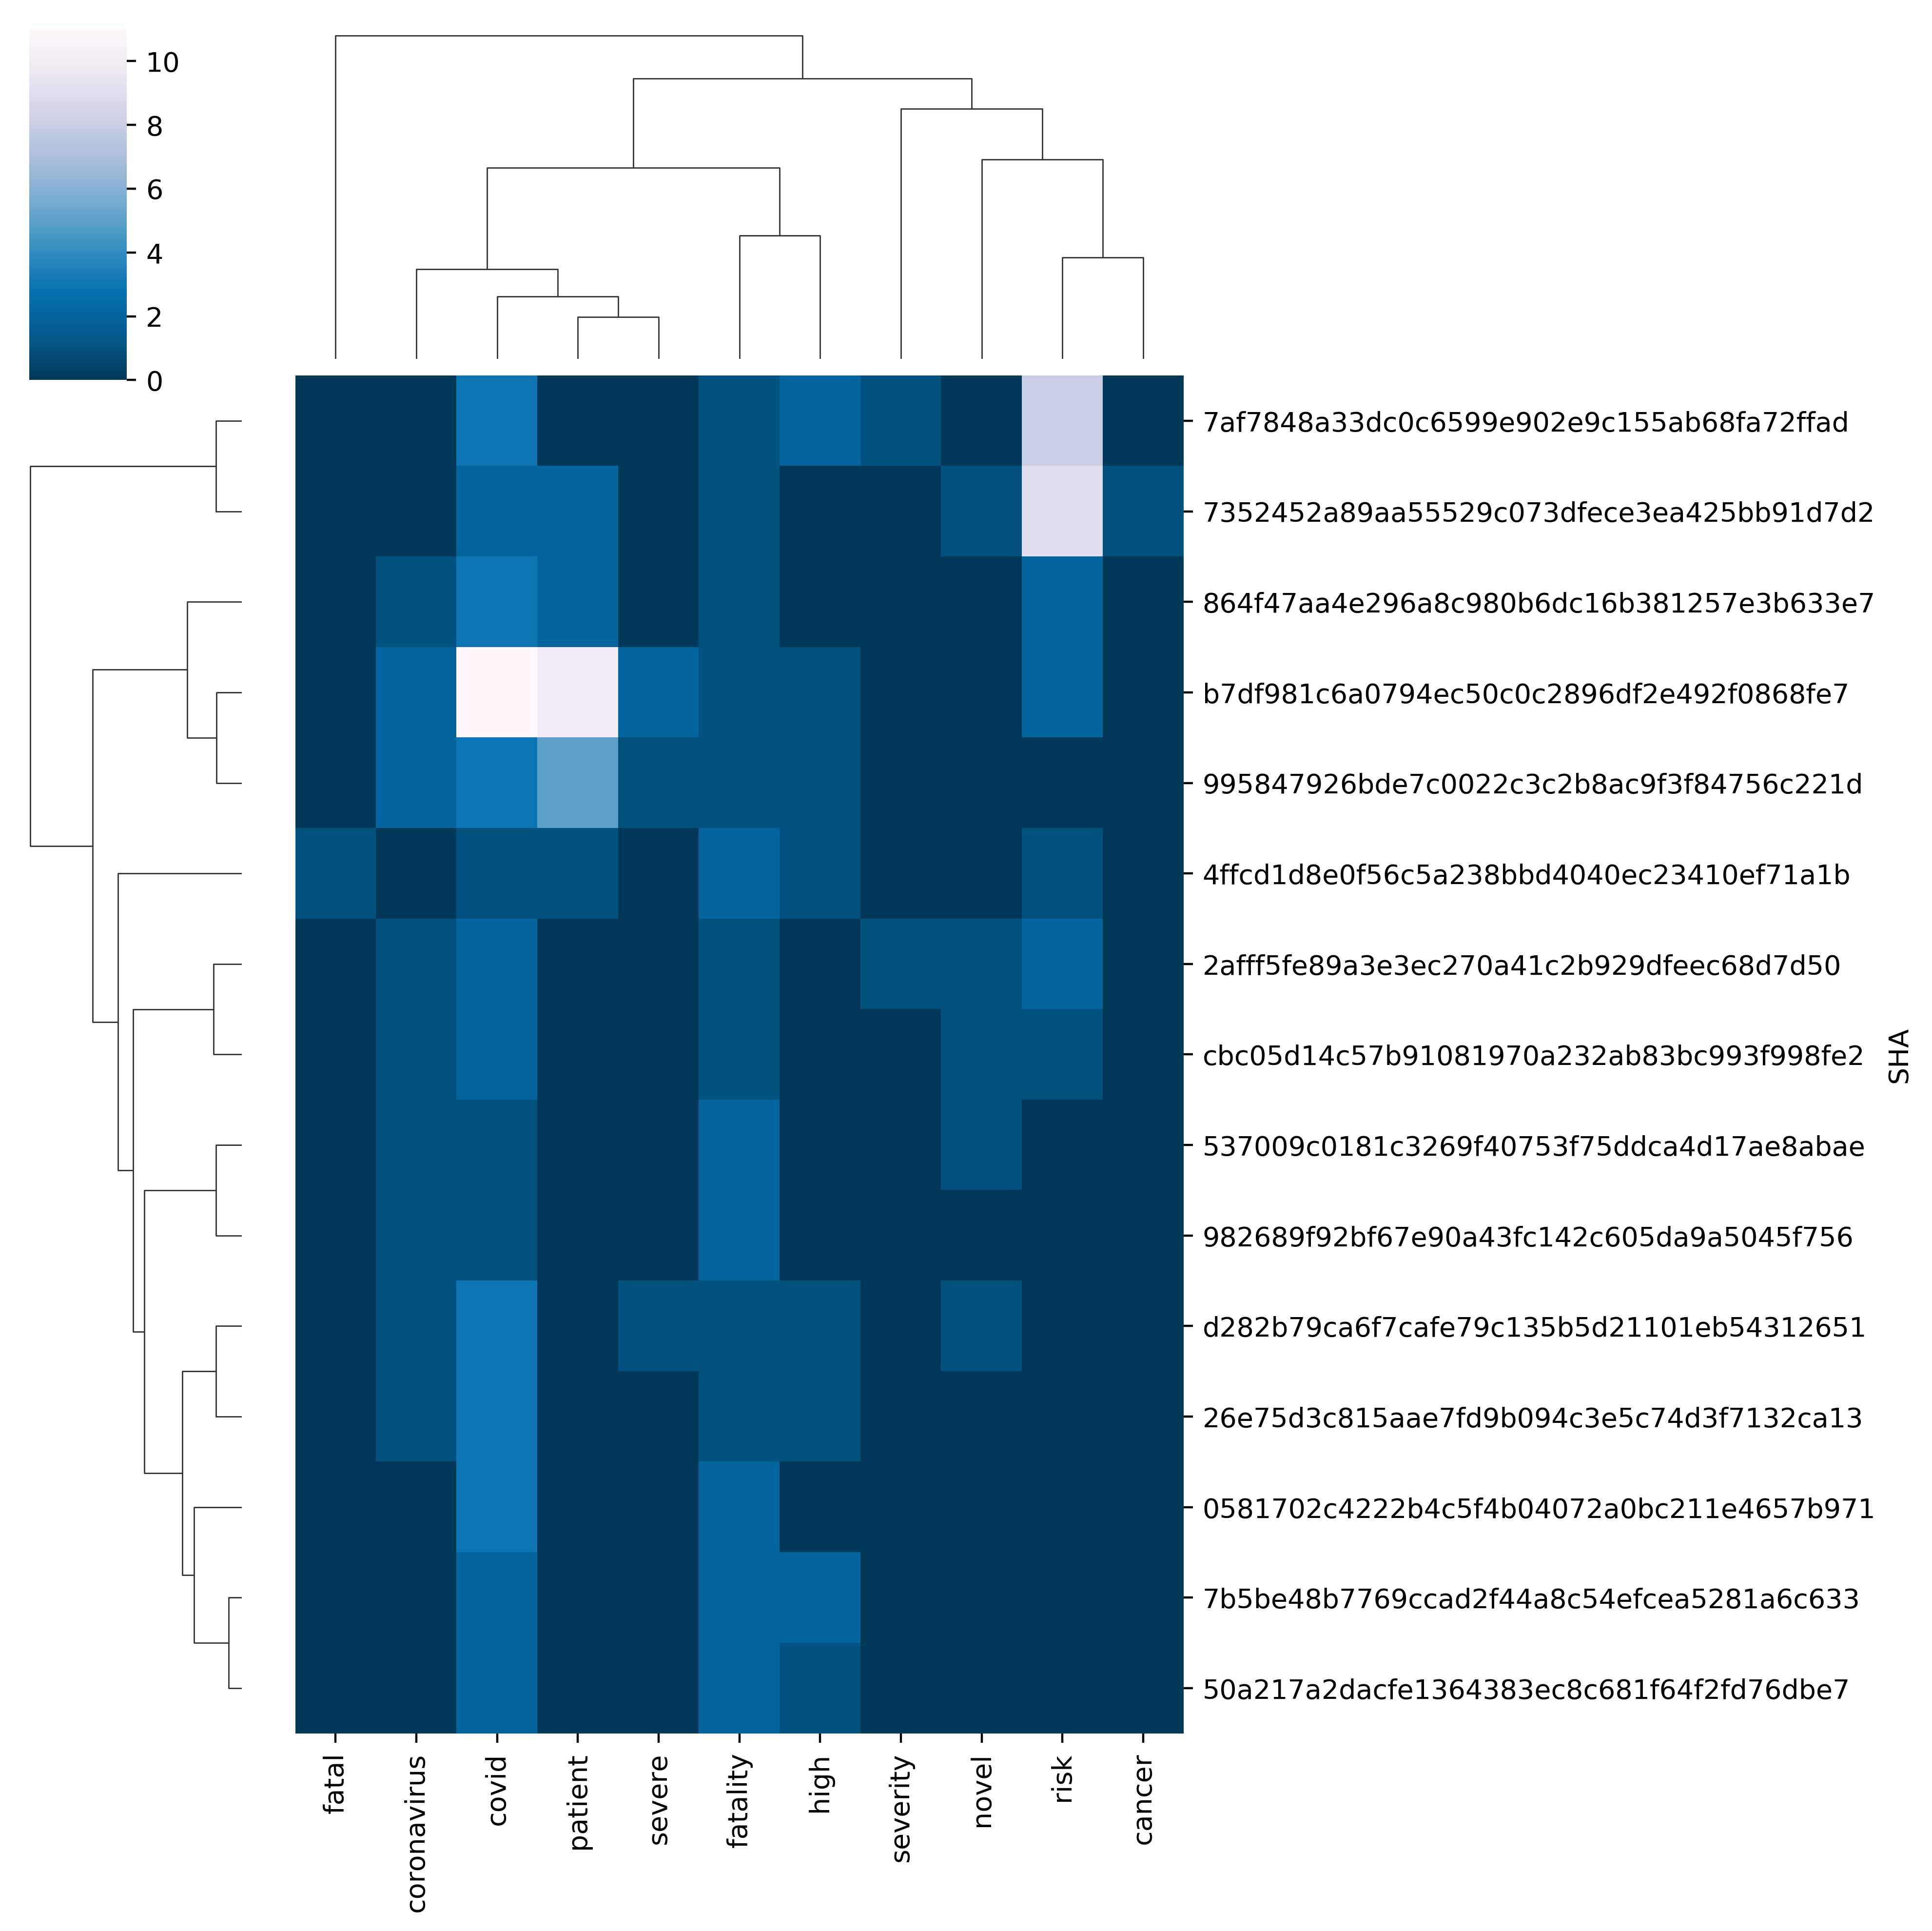 10
8
6
4
2
0
7af7848a33dc0c6599e902e9c155ab68fa72ffad
7352452a89aa55529c073dfece3ea425bb91d7d2
864f47aa4e296a8c980b6dc16b381257e3b633e7
b7df981c6a0794ec50c0c2896df2e492f0868fe7
995847926bde7c0022c3c2b8ac9f3f84756c221d
4ffcd1d8e0f56c5a238bbd4040ec23410ef71a1b
2afff5fe89a3e3ec270a41c2b929dfeec68d7d50
cbc05d14c57b91081970a232ab83bc993f998fe2
537009c0181c3269f40753f75ddca4d17ae8abae
982689f92bf67e90a43fc142c605da9a5045f756
d282b79ca6f7cafe79c135b5d21101eb54312651
26e75d3c815aae7fd9b094c3e5c74d3f7132ca13
0581702c4222b4c5f4b04072a0bc211e4657b971
7b5be48b7769ccad2f44a8c54efcea5281a6c633
50a217a2dacfe1364383ec8c681f64f2fd76dbe7
SHA
fatal
coronavirus
covid
patient
severe
fatality
high
severity
novel
risk
cancer